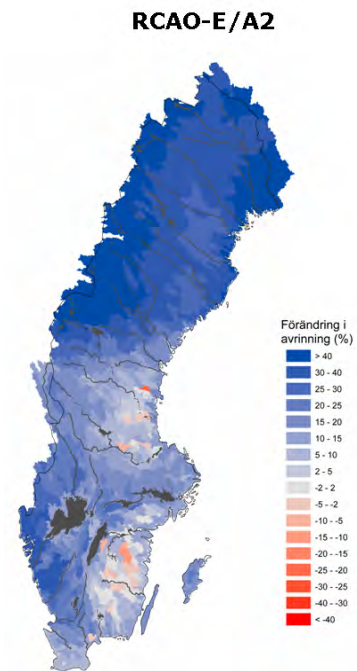 RCAO-E/A2
Förändring i
avrinning (%)
> 40
30 - 40
25 - 30
20 - 25
15 - 20
10 - 15
5 - 10
2 - 5
-2 - 2
-5 - -2
-10 - -5
-15 - -10
-20 - -15
-25 - -20
-30 - -25
-40 - -30
< -40